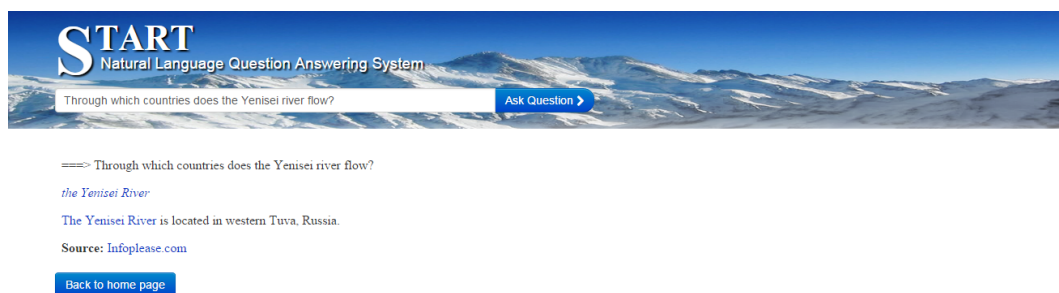 START
Natural Language Question Answering System
Through which countries does the Yenisei river flow?
Ask Question
===> Through which countries does the Yenisei river flow?
the Yenisei River
The Yenisei River is located in western Tuva, Russia.
Source: Infoplease.com
Back to home page